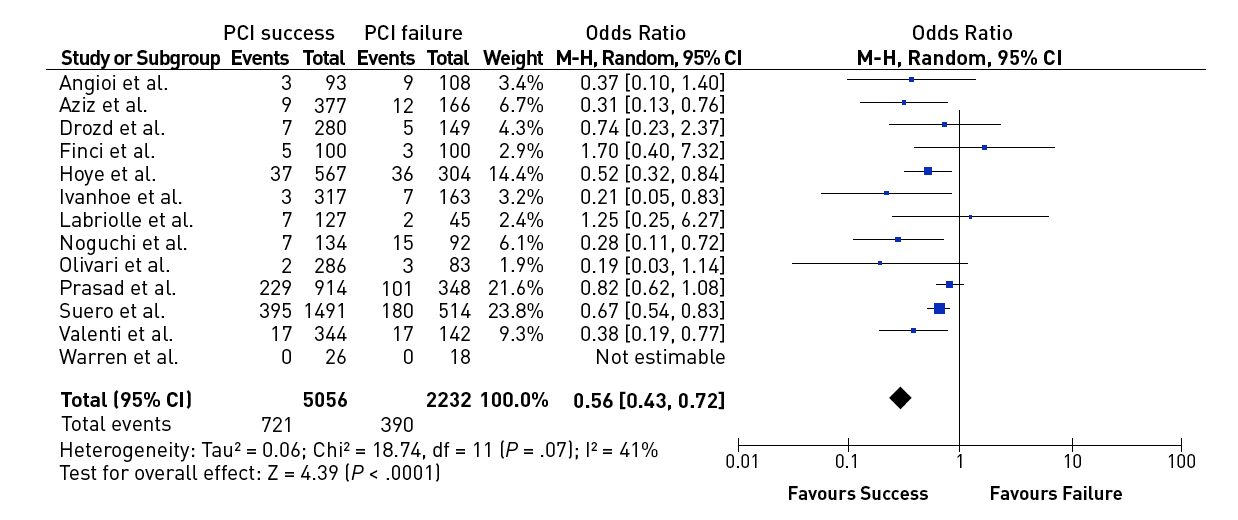 PCI success PCI failure Odds Ratio Odds Ratio
Study or Subgroup Events Total Events Total Weight M-H, Random, 95% CI M-H, Random, 95% CI
Angioi et al. 3 93 9 108 3.4% 0.37 [0.10, 1.40]
Aziz et al. 9 377 12 166 6.7% 0.31 [0.13, 0.76]
Drozd et al. 7 280 5 149 4.3% 0.74 [0.23, 2.37]
Finci et al. 5 100 3 100 2.9% 1.70 [0.40, 7.32]
Hoye et al. 37 567 36 304 14.4% 0.52 [0.32, 0.84]
Ivanhoe et al. 3 317 7 163 3.2% 0.21 [0.05, 0.83]
Labriolle et al. 7 127 2 45 2.4% 1.25 [0.25, 6.27]
Noguchi et al. 7 134 15 92 6.1% 0.28 [0.11, 0.72]
Olivari et al. 2 286 3 83 1.9% 0.19 [0.03, 1.14]
Prasad et al. 229 914 101 348 21.6% 0.82 [0.62, 1.08]
Suero et al. 395 1491 180 514 23.8% 0.67 [0.54, 0.83]
Valenti et al. 17 344 17 142 9.3% 0.38 [0.19, 0.77]
Warren et al. 0 26 0 18 Not estimable
Total (95% CI) 5056 2232 100.0% 0.56 [0.43, 0.72]
Total events 721 390
Heterogeneity: Tau² = 0.06; Chi² = 18.74, df = 11 (P = .07); I² = 41%
Test for overall effect: Z = 4.39 (P < .0001)
0.01 0.1 1 10 100
Favours Success Favours Failure